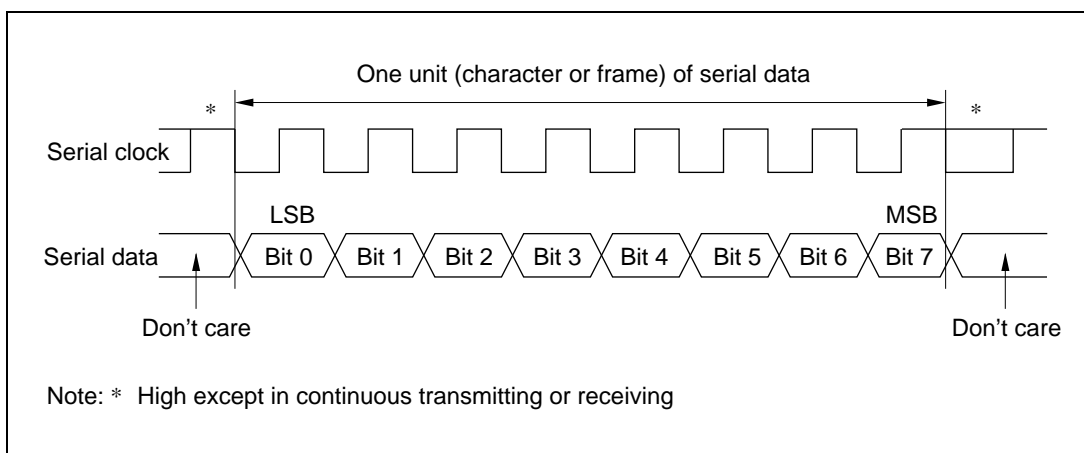 One unit (character or frame) of serial data
* *
Serial clock
LSB MSB
Serial data Bit 0 Bit 1 Bit 2 Bit 3 Bit 4 Bit 5 Bit 6 Bit 7
Don’t care Don’t care
Note: * High except in continuous transmitting or receiving